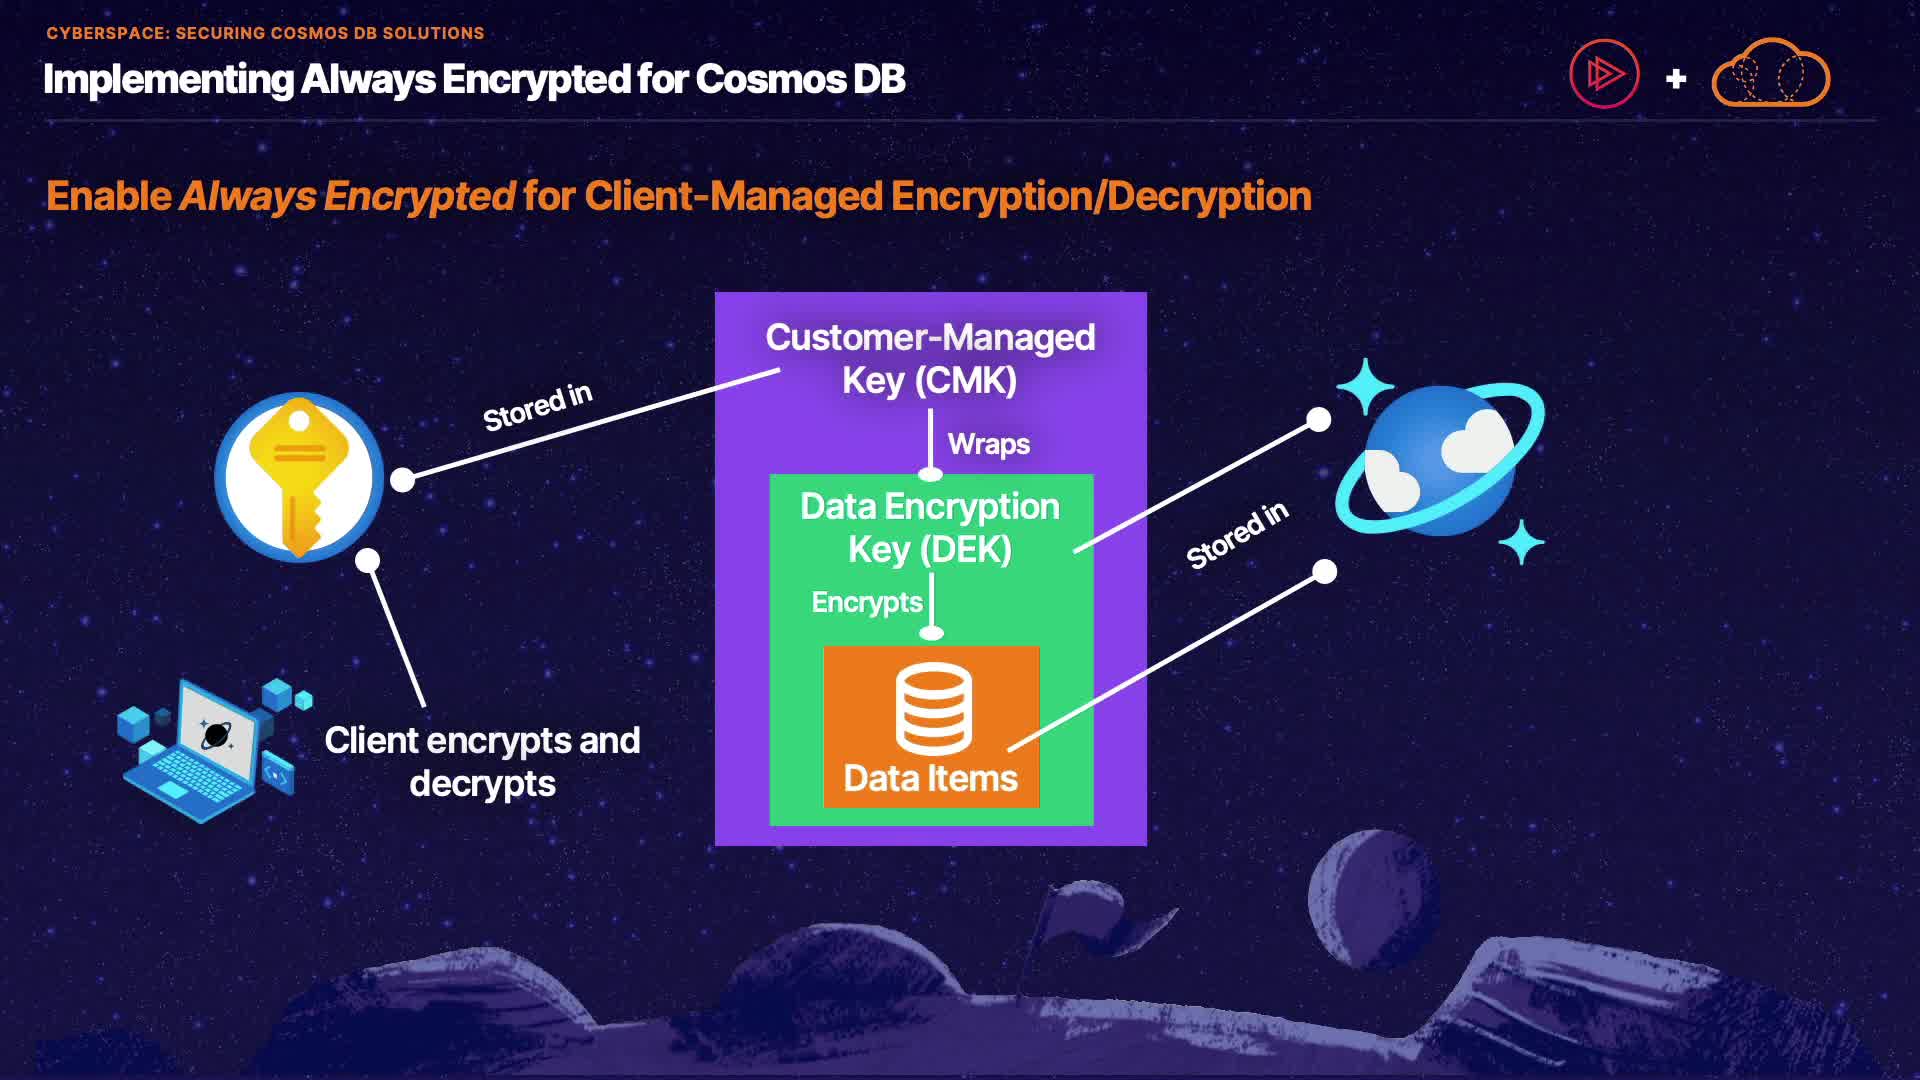 CYBERSPACE: SECURING COSMOS DB SOLUTIONS
Implementing Always Encrypted for Cosmos DB
+
Enable Always Encrypted for Client-Managed Encryption/Decryption
Customer-Managed
Key (CMK)
Stored in
Wraps
Data Encryption
Key (DEK)
Stored in
Encrypts
Data Items
Client encrypts and
decrypts